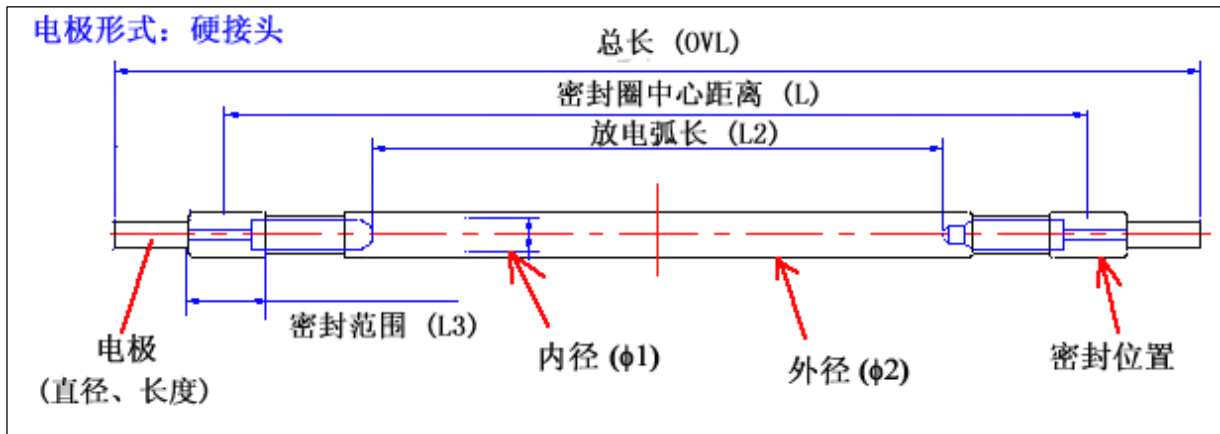 电极形式：硬接头
总长 (OVL)
密封圈中心距离 (L)
放电弧长 (L2)
密封范围 (L3)
电极
(直径、长度)
内径 (ϕ1)
外径 (ϕ2)
密封位置